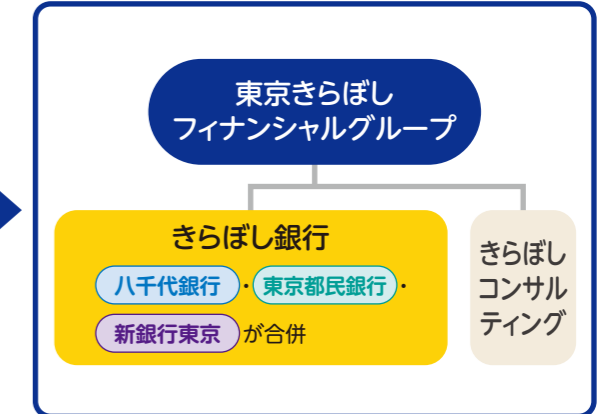 東京きらぼし
フィナンシャルグループ
きらぼし銀行
八千代銀行・東京都民銀行・
新銀行東京が合併
きらぼし
コンサル
ティング